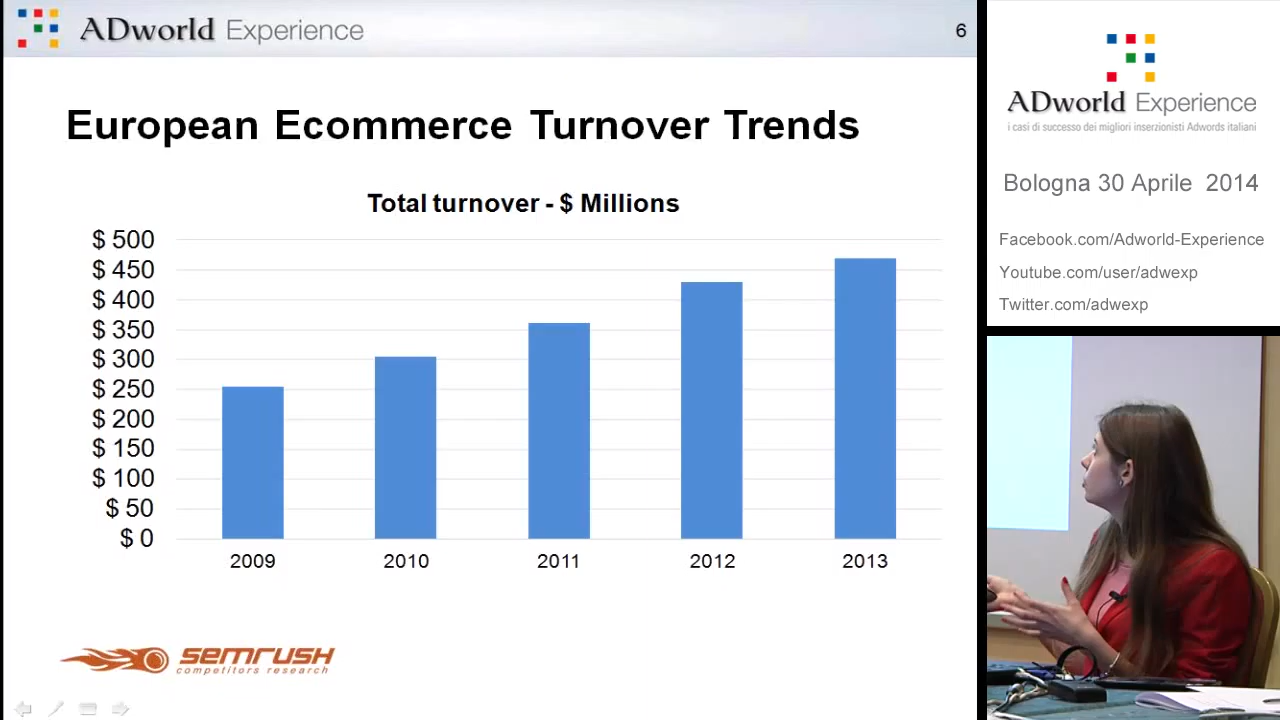 ADworld Experience
6
European Ecommerce Turnover Trends
Total turnover - $ Millions
$ 500
$ 450
$ 400
$ 350
$ 300
$ 250
$ 200
$ 150
$ 100
$ 50
$ 0
2009
2010
2011
2012
2013
semrush
competitors research
ADworld Experience
i casi di successo dei migliori inserzionisti Adwords italiani
Bologna 30 Aprile 2014
Facebook.com/Adworld-Experience
Youtube.com/user/adwexp
Twitter.com/adwexp